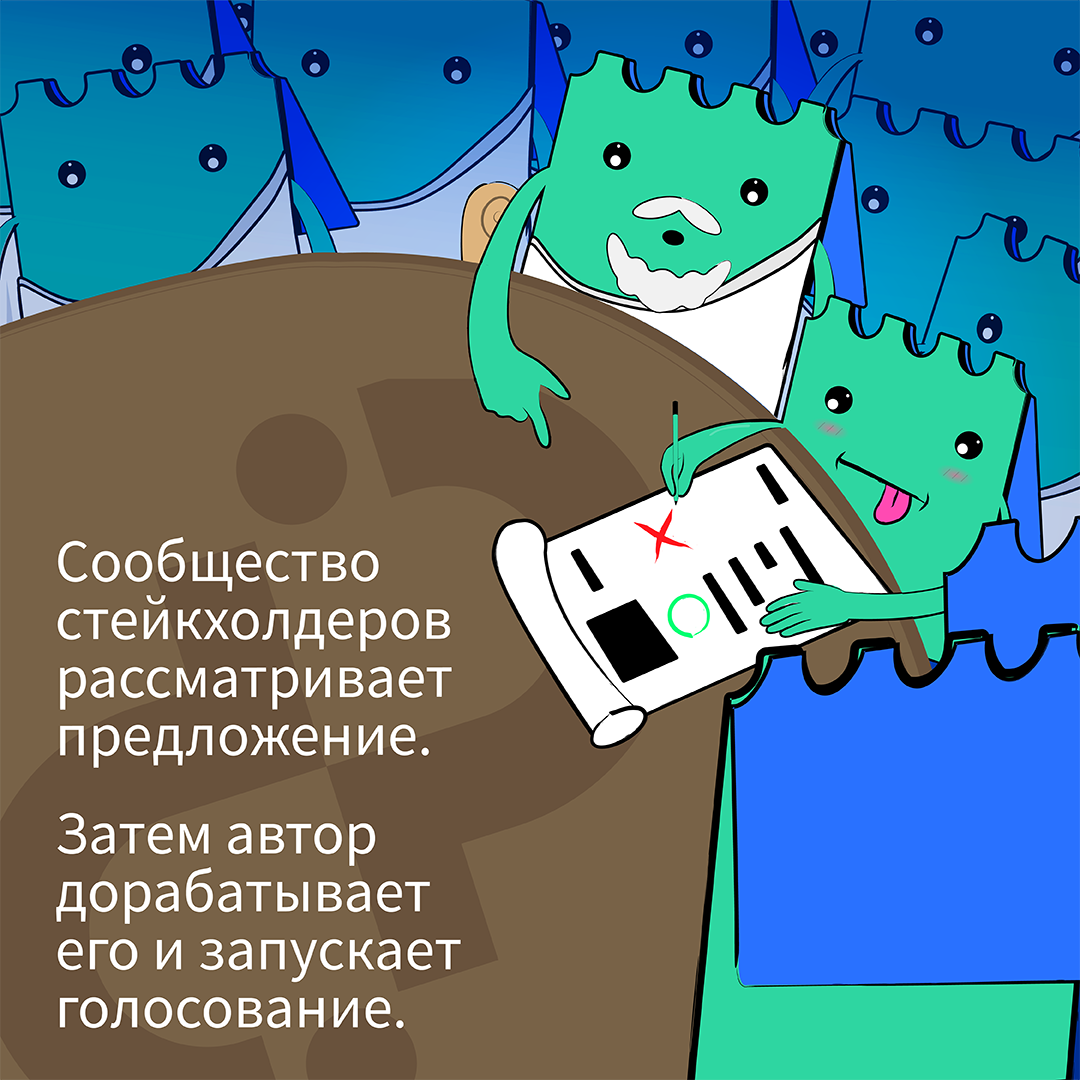 Сообщество
стейкхолдеров
рассматривает
предложение.
Затем автор
дорабатывает
его и запускает
голосование.